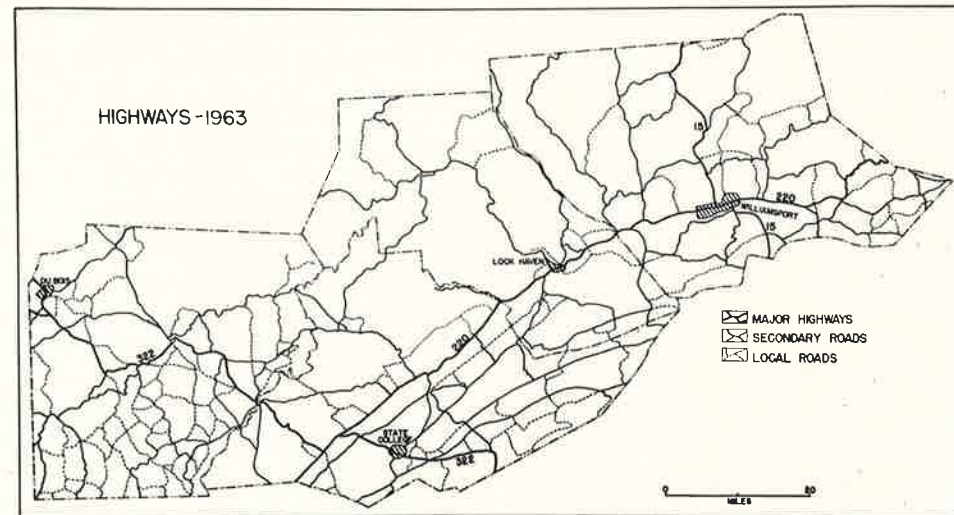 HIGHWAYS - 1963
15
220
WILLIAMSPORT
15
LOCK HAVEN
DU BOIS
MAJOR HIGHWAYS
SECONDARY ROADS
LOCAL ROADS
220
322
STATE
COLLEGE
322
0 20
MILES